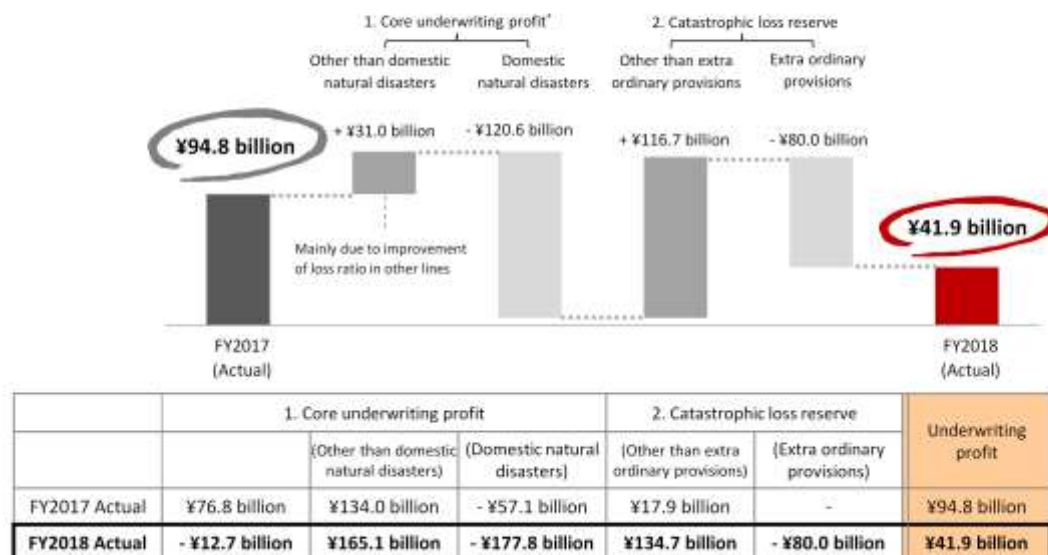 1. Core underwriting profit*
2. Catastrophic loss reserve
Other than domestic
natural disasters
Domestic
natural disasters
Other than extra
ordinary provisions
Extra ordinary
provisions
¥94.8 billion
+ ¥31.0 billion
- ¥120.6 billion
+ ¥116.7 billion
- ¥80.0 billion
¥41.9 billion
Mainly due to improvement
of loss ratio in other lines
FY2017
(Actual)
FY2018
(Actual)
1. Core underwriting profit
2. Catastrophic loss reserve
Underwriting
profit
(Other than domestic
natural disasters)
(Domestic natural
disasters)
(Other than extra
ordinary provisions)
(Extra ordinary
provisions)
FY2017 Actual ¥76.8 billion ¥134.0 billion - ¥57.1 billion ¥17.9 billion - ¥94.8 billion
FY2018 Actual - ¥12.7 billion ¥165.1 billion - ¥177.8 billion ¥134.7 billion - ¥80.0 billion ¥41.9 billion